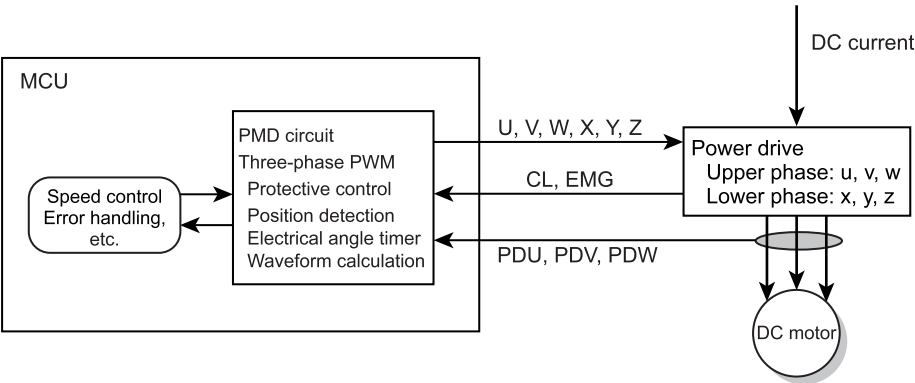 MCU
Speed control
Error handling,
etc.
PMD circuit
Three-phase PWM
Protective control
Position detection
Electrical angle timer
Waveform calculation
U, V, W, X, Y, Z
CL, EMG
PDU, PDV, PDW
DC current
Power drive
Upper phase: u, v, w
Lower phase: x, y, z
DC motor